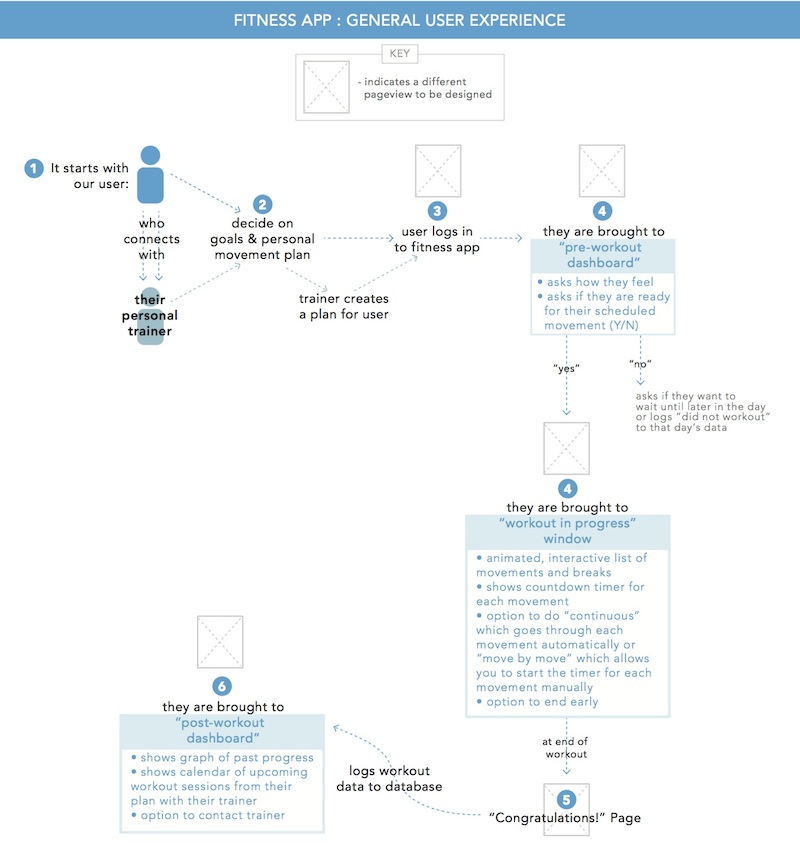 FITNESS APP : GENERAL USER EXPERIENCE
KEY
- indicates a different
pageview to be designed
1 It starts with
our user:
who
connects
with
their
personal
trainer
2
decide on
goals & personal
movement plan
trainer creates
a plan for user
3
user logs in
to fitness app
4
they are brought to
“pre-workout
dashboard”
• asks how they feel
• asks if they are ready
for their scheduled
movement (Y/N)
“yes”
“no”
asks if they want to
wait until later in the day
or logs “did not workout”
to that day’s data
4
they are brought to
“workout in progress”
window
• animated, interactive list of
movements and breaks
• shows countdown timer for
each movement
• option to do “continuous”
which goes through each
movement automatically or
“move by move” which allows
you to start the timer for each
movement manually
• option to end early
at end of
workout
5
“Congratulations!” Page
logs workout
data to database
6
they are brought to
“post-workout
dashboard”
• shows graph of past progress
• shows calendar of upcoming
workout sessions from their
plan with their trainer
• option to contact trainer